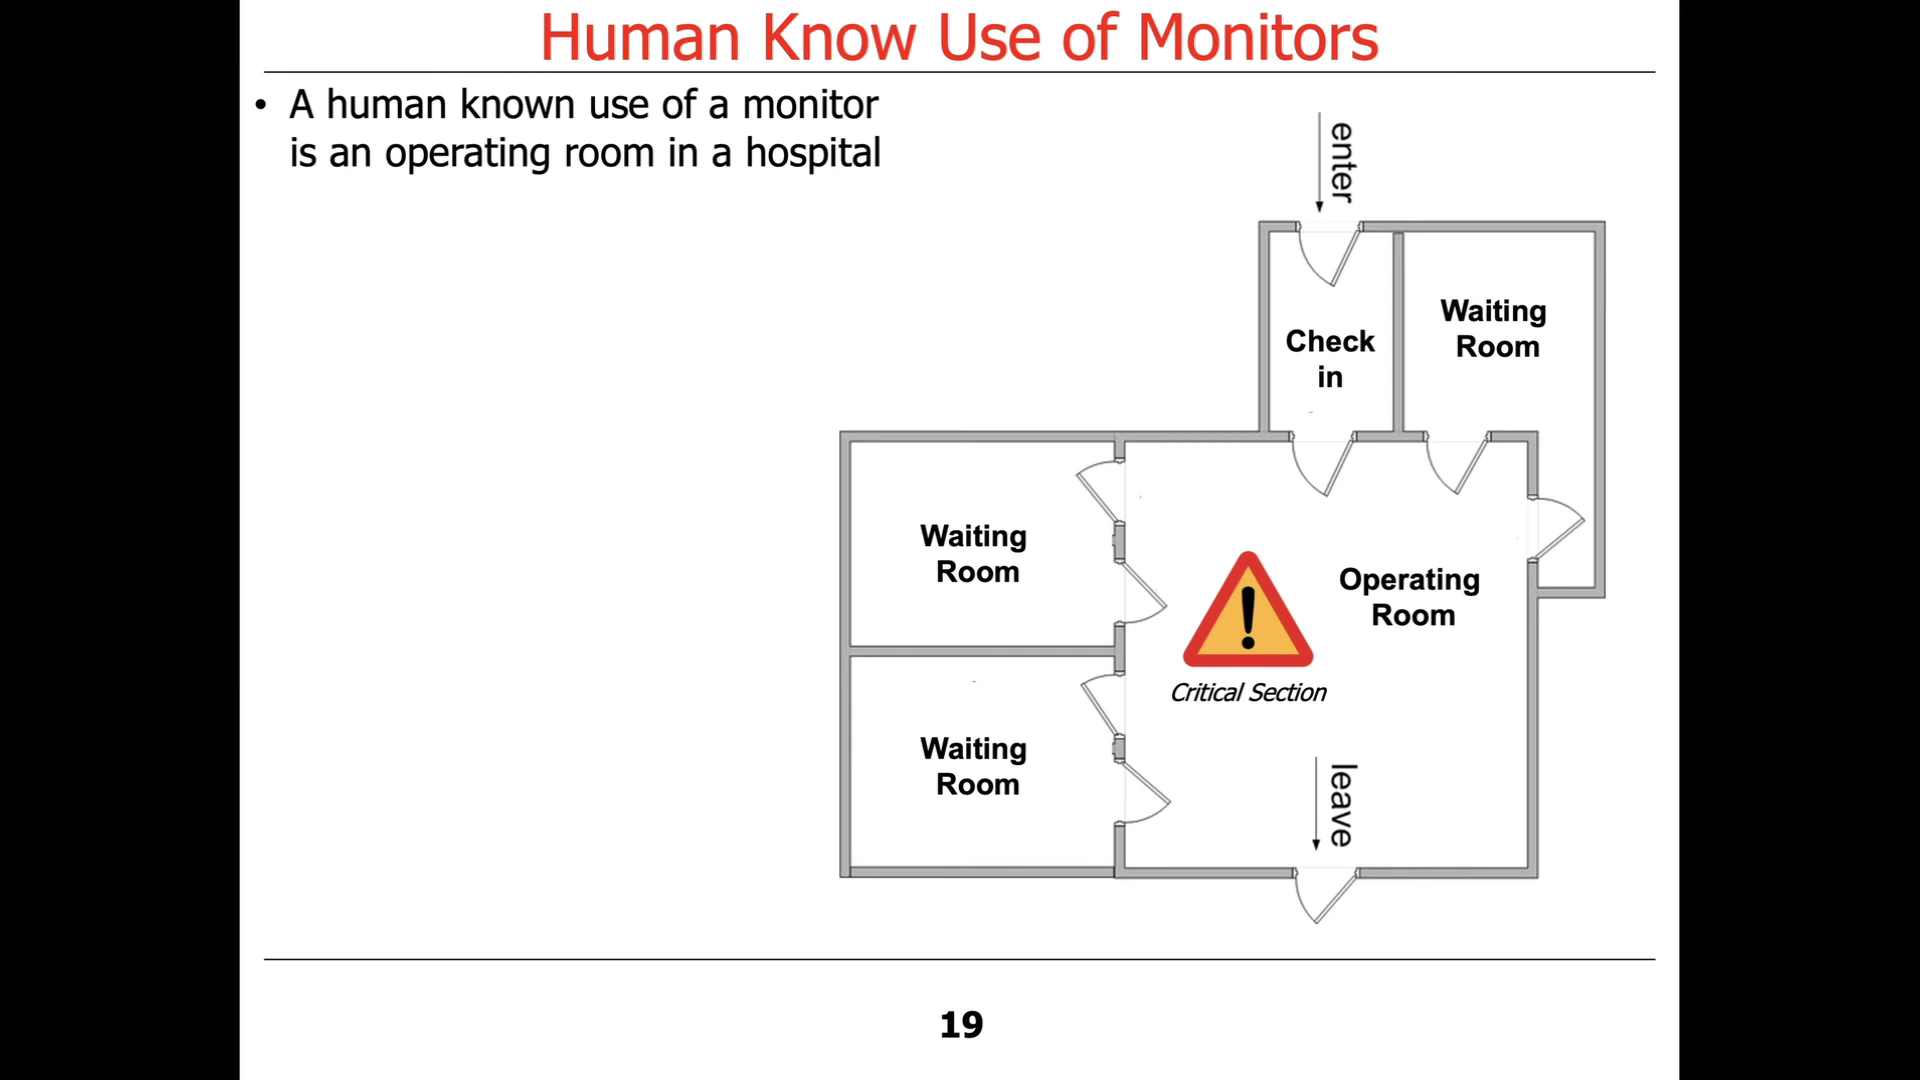 Human Know Use of Monitors
• A human known use of a monitor
is an operating room in a hospital
enter
Check
in
Waiting
Room
Waiting
Room
Operating
Room
!
Critical Section
Waiting
Room
leave
19